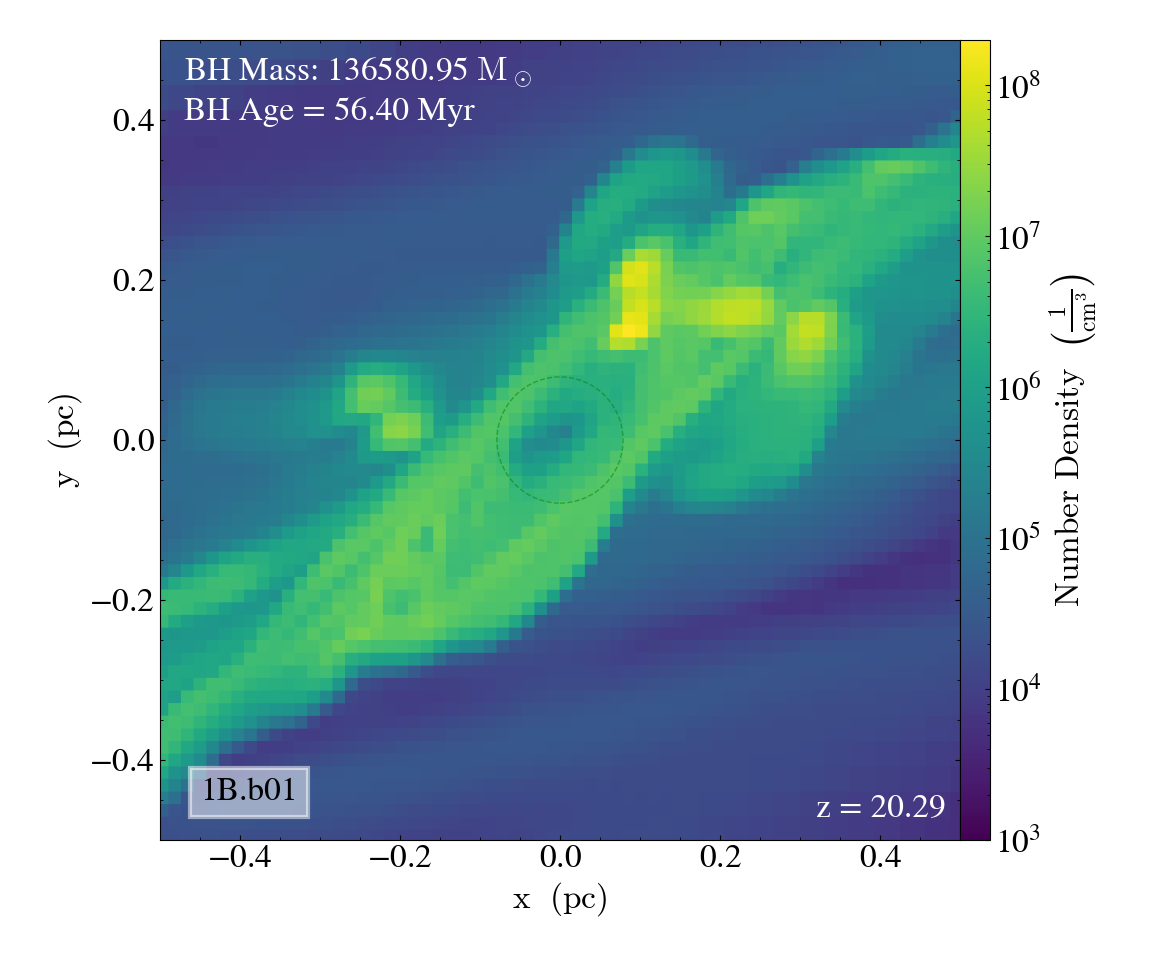 BH Mass: 136580.95 M☉
BH Age = 56.40 Myr
0.4
0.2
0.0
−0.2
−0.4
y (pc)
1B.b01
z = 20.29
−0.4 −0.2 0.0 0.2 0.4
x (pc)
10⁸
10⁷
10⁶
10⁵
10⁴
10³
Number Density (1/cm³)